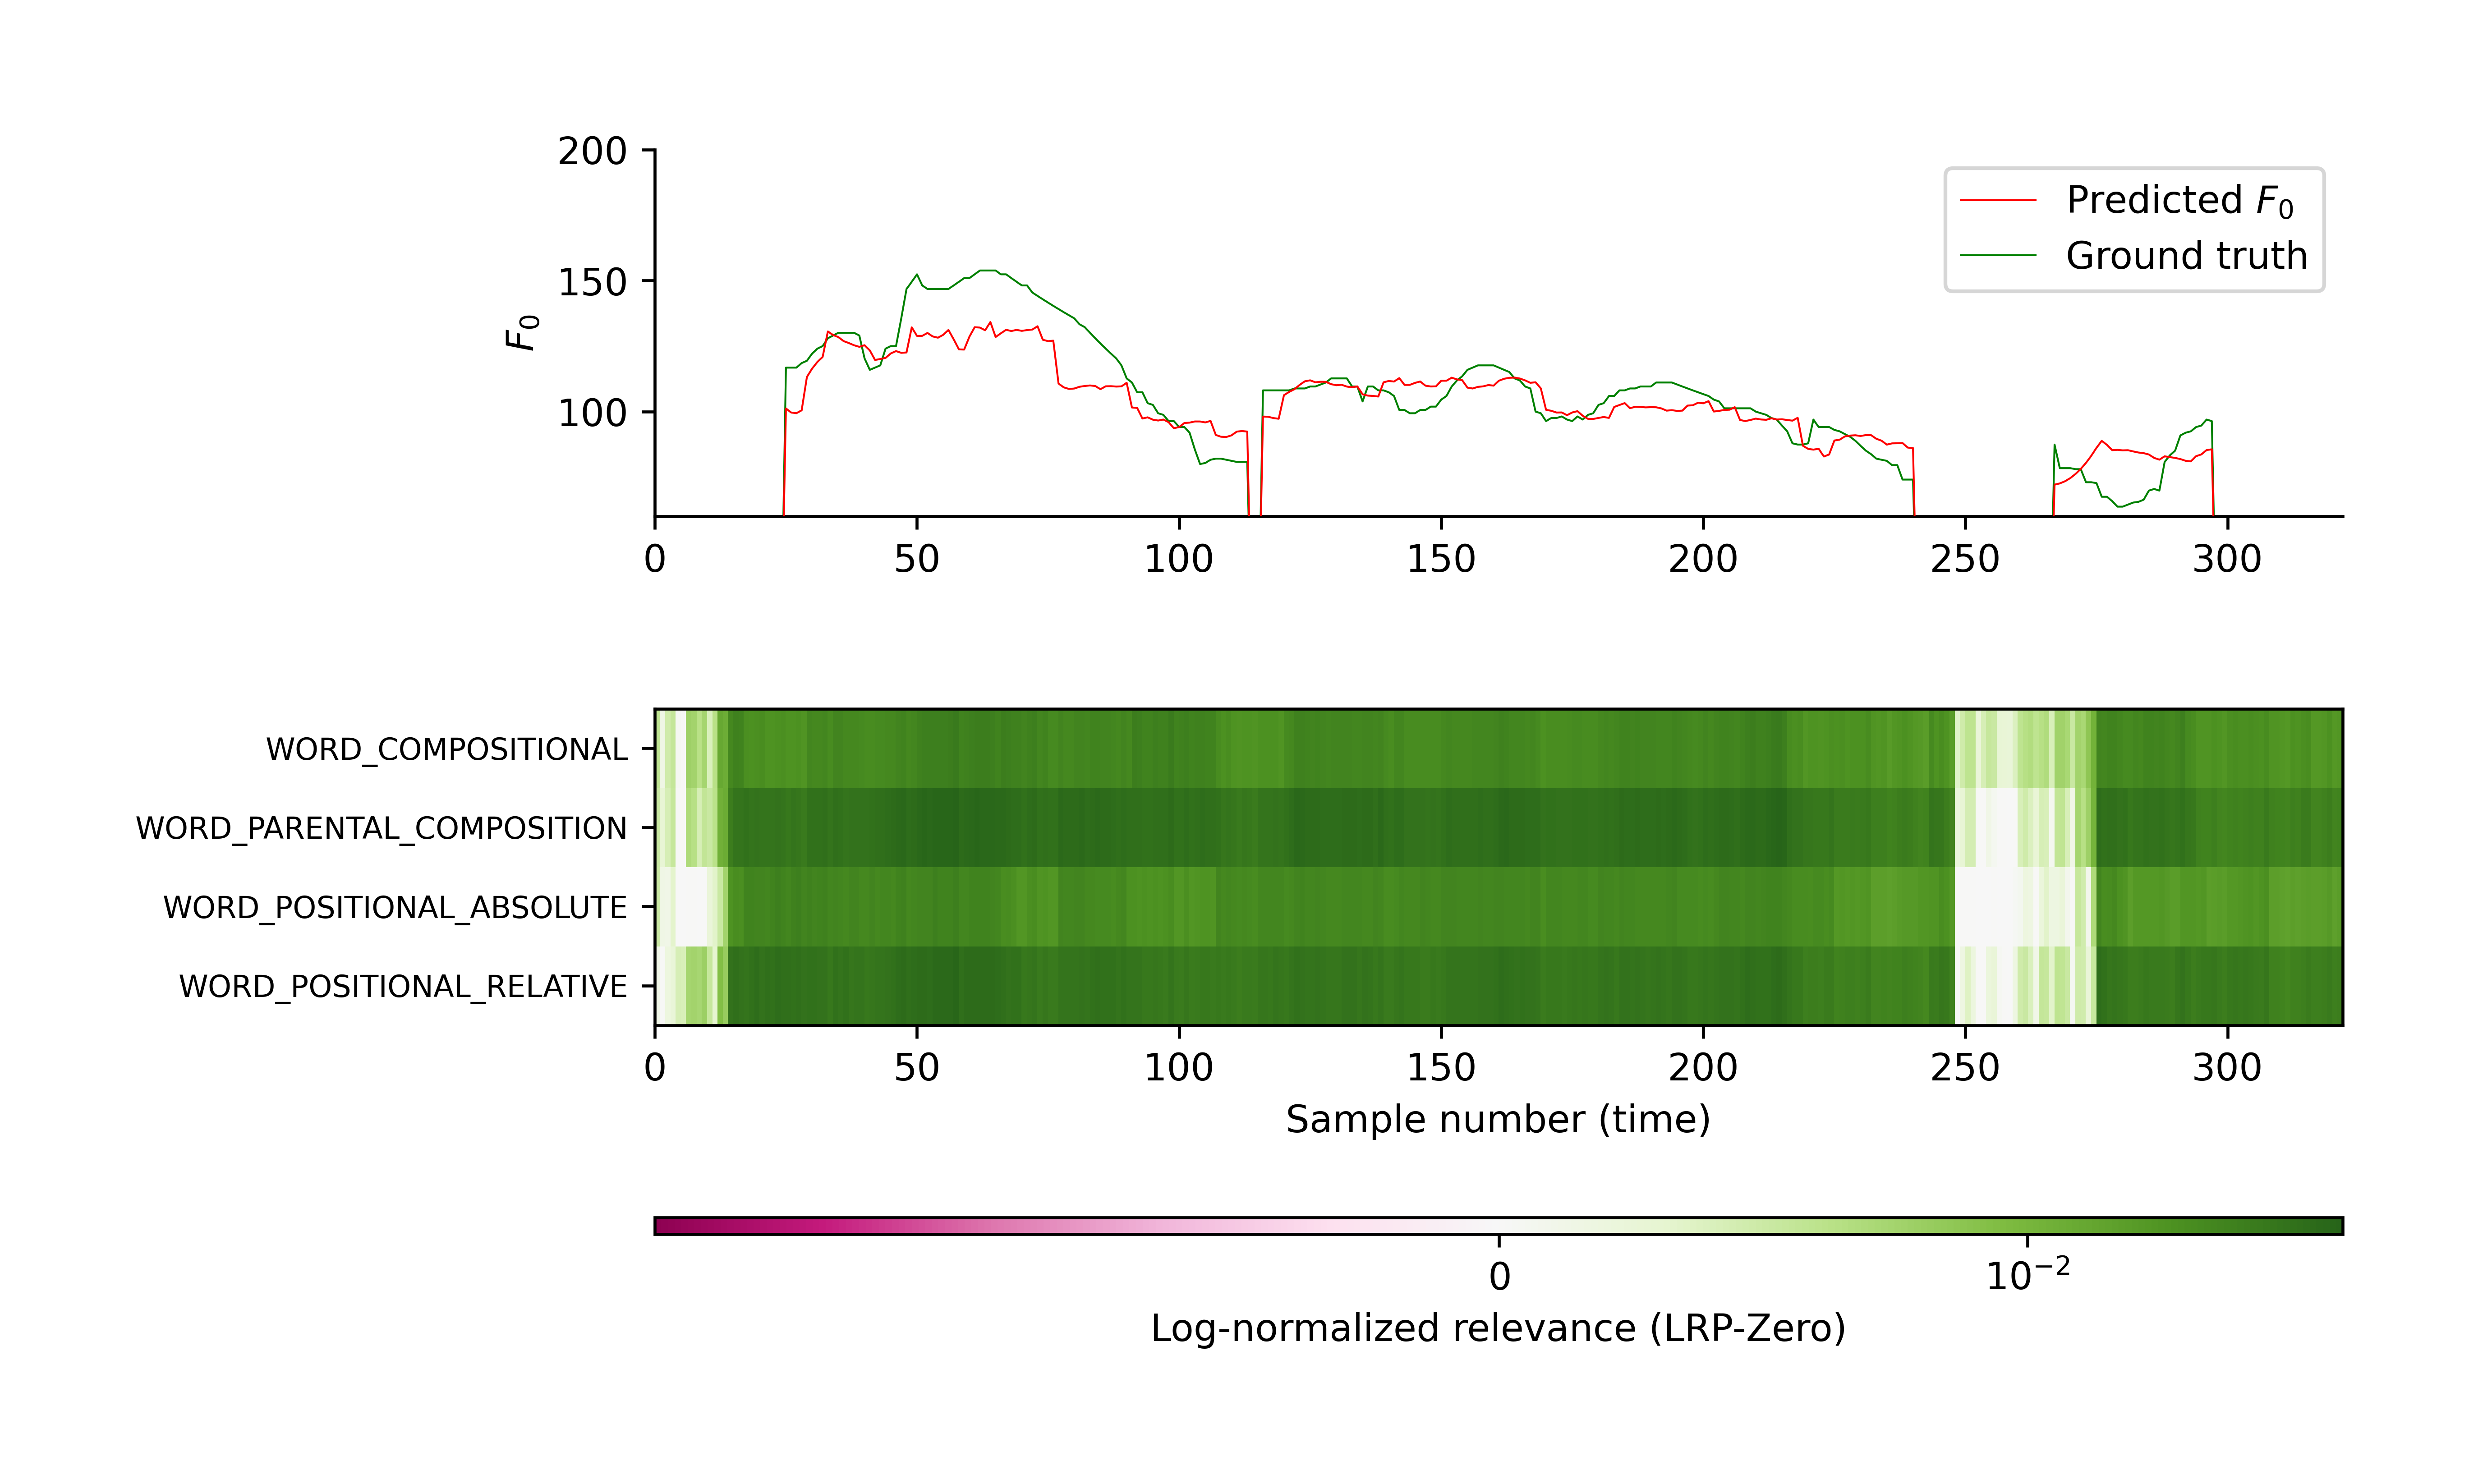 200
150
100
F₀
Predicted F₀
Ground truth
0 50 100 150 200 250 300
WORD_COMPOSITIONAL
WORD_PARENTAL_COMPOSITION
WORD_POSITIONAL_ABSOLUTE
WORD_POSITIONAL_RELATIVE
0 50 100 150 200 250 300
Sample number (time)
0 10⁻²
Log-normalized relevance (LRP-Zero)